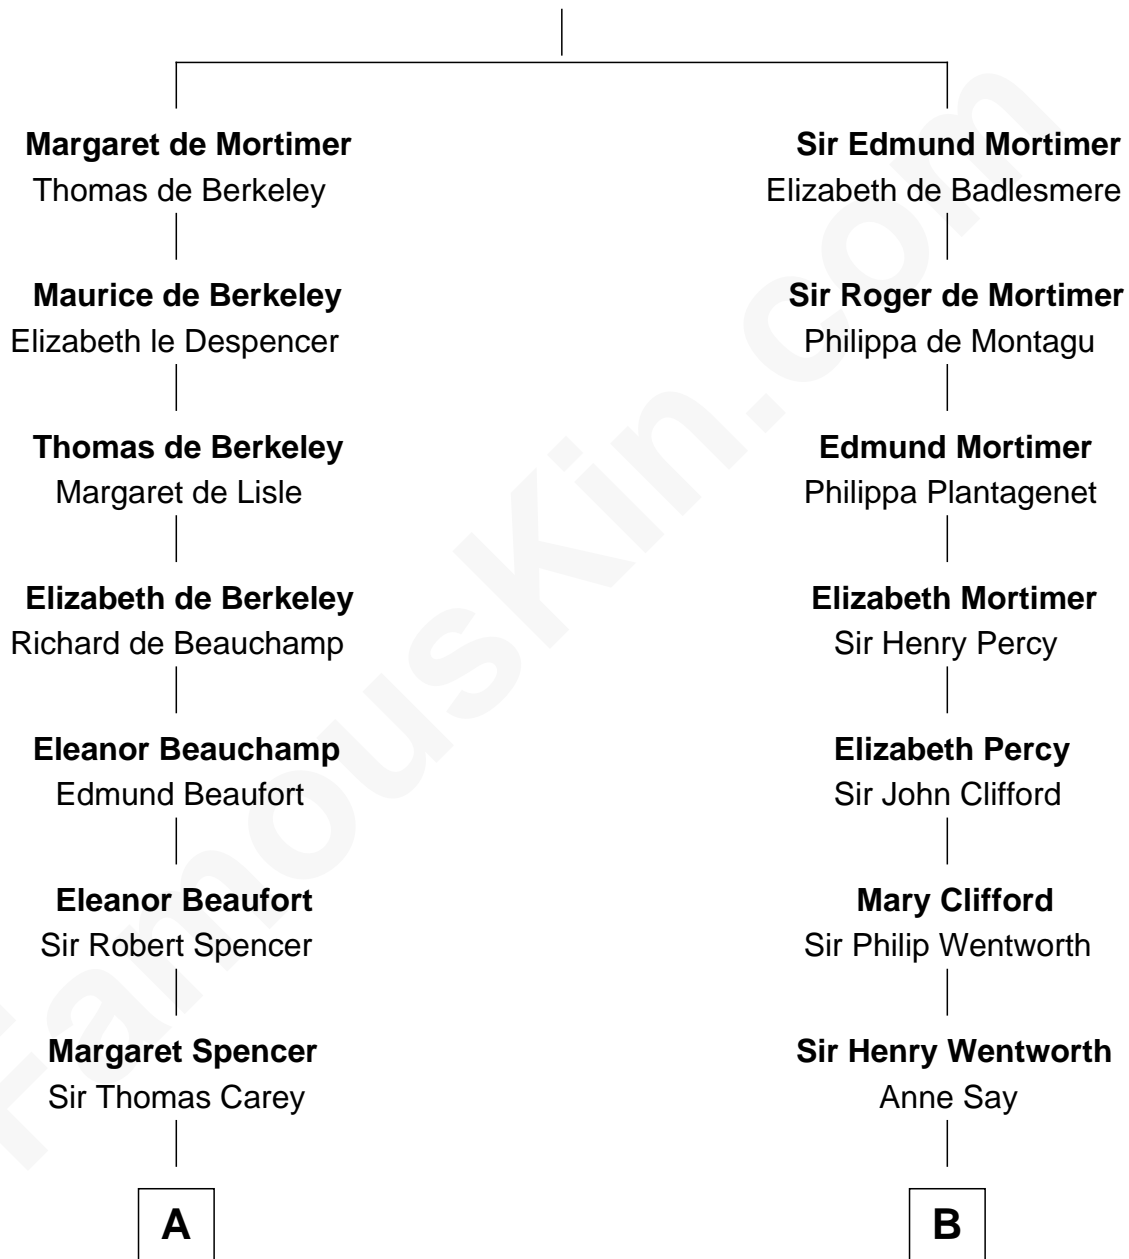 Margaret de Mortimer
Thomas de Berkeley
Maurice de Berkeley
Elizabeth le Despencer
Thomas de Berkeley
Margaret de Lisle
Elizabeth de Berkeley
Richard de Beauchamp
Eleanor Beauchamp
Edmund Beaufort
Eleanor Beaufort
Sir Robert Spencer
Margaret Spencer
Sir Thomas Carey
A
Sir Edmund Mortimer
Elizabeth de Badlesmere
Sir Roger de Mortimer
Philippa de Montagu
Edmund Mortimer
Philippa Plantagenet
Elizabeth Mortimer
Sir Henry Percy
Elizabeth Percy
Sir John Clifford
Mary Clifford
Sir Philip Wentworth
Sir Henry Wentworth
Anne Say
B
FamousKin.com